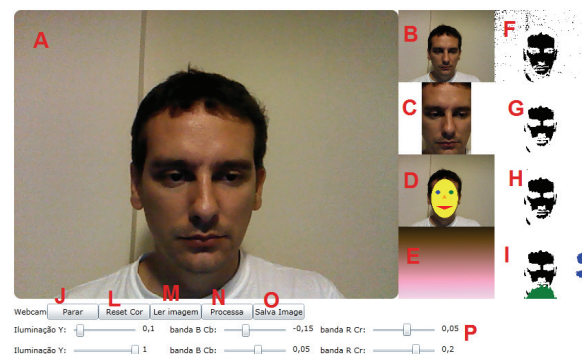 A
B
F
C
G
D
H
E
I
J
L
M
N
O
Webcam Parar Reset Cor Ler imagem Processa Salva Image
Iluminação Y: 0,1 banda B Cb: -0,15 banda R Cr: 0,05
P
Iluminação Y: 1 banda B Cb: 0,05 banda R Cr: 0,2